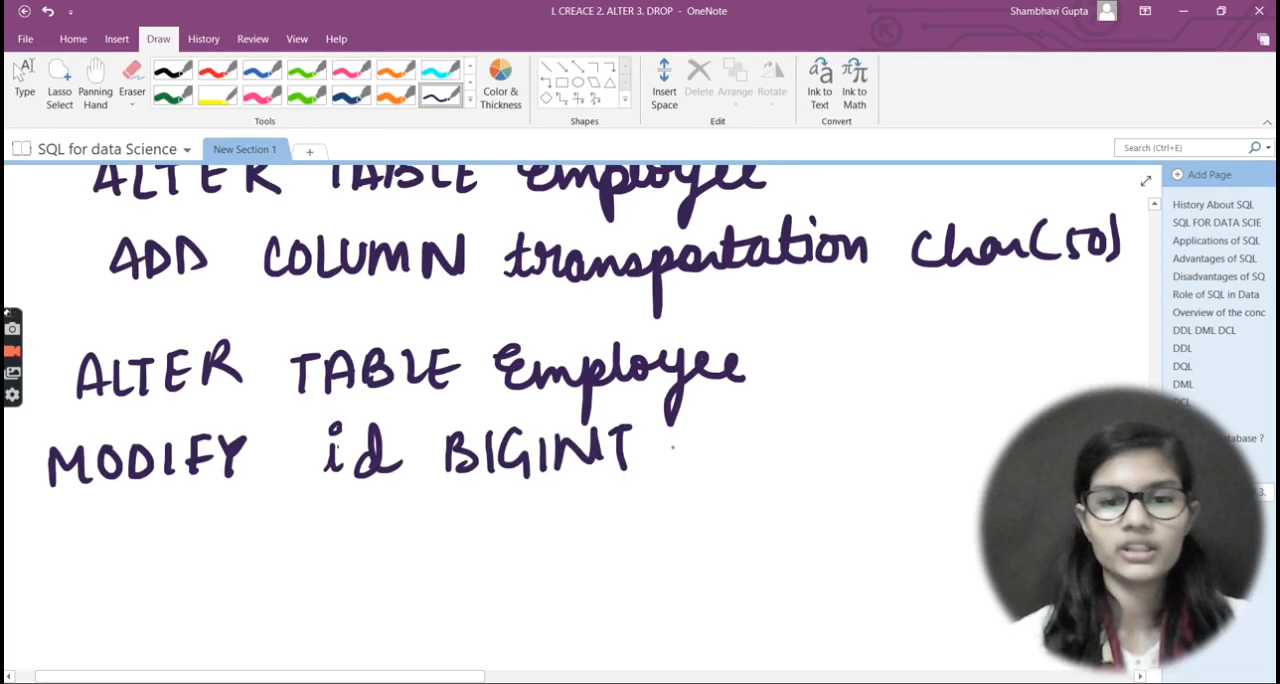 L CREACE 2. ALTER 3. DROP - OneNote
Shambhavi Gupta
File Home Insert Draw History Review View Help
Type
Lasso Select
Panning Hand
Eraser
Color & Thickness
Insert Space
Delete
Arrange
Rotate
Ink to Text
Ink to Math
Tools
Shapes
Edit
Convert
SQL for data Science
New Section 1
Search (Ctrl+E)
Add Page
ALTER TABLE Employee
ADD COLUMN transportation Char(50)
ALTER TABLE Employee
MODIFY id BIGINT
History About SQL
SQL FOR DATA SCIE
Applications of SQL
Advantages of SQL
Disadvantages of SQ
Role of SQL in Data
Overview of the conc
DDL DML DCL
DDL
DQL
DML
DCL
tabase ?
3.